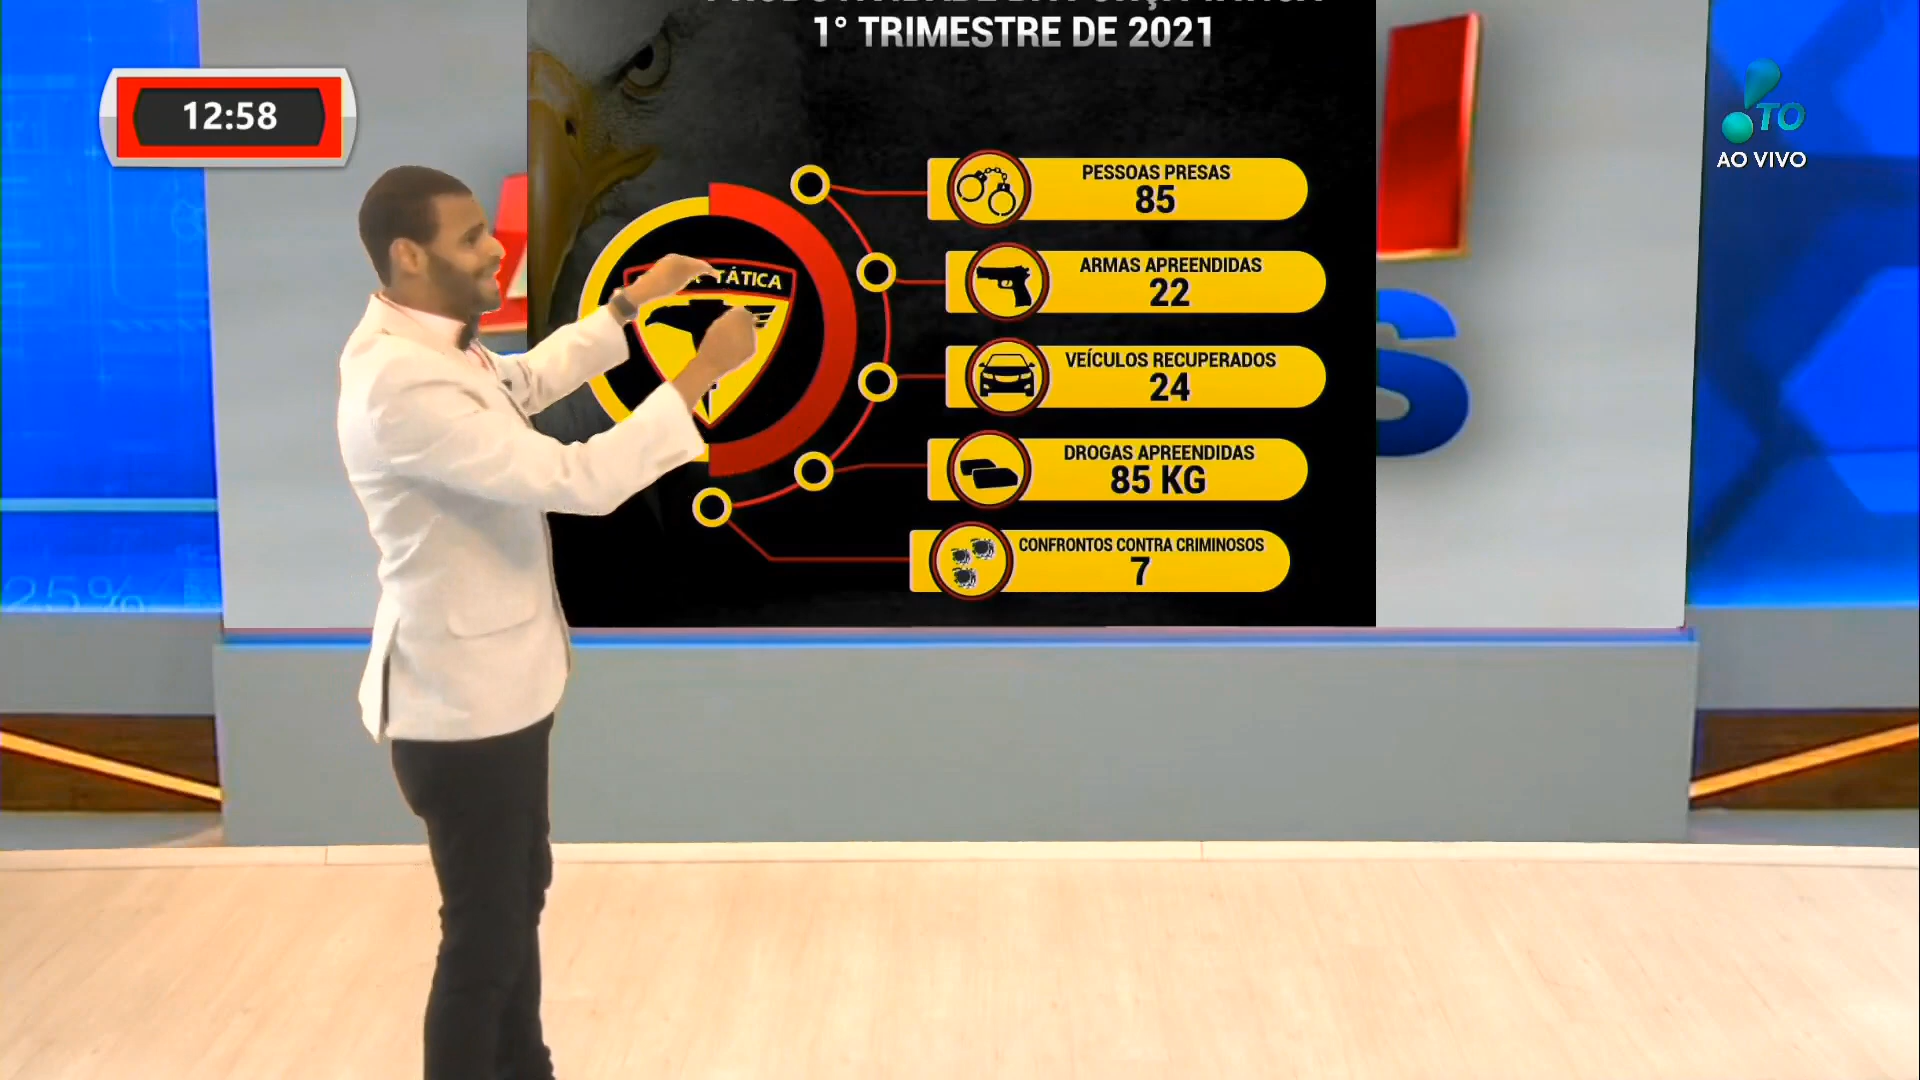 1° TRIMESTRE DE 2021
12:58
TO
AO VIVO
PESSOAS PRESAS
85
ARMAS APREENDIDAS
22
TÁTICA
VEÍCULOS RECUPERADOS
24
DROGAS APREENDIDAS
85 KG
CONFRONTOS CONTRA CRIMINOSOS
7
25%